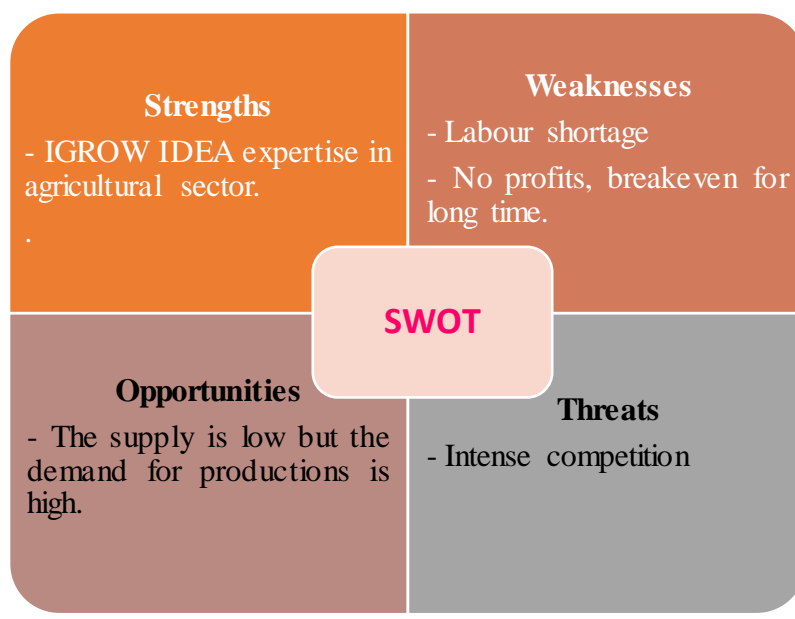 Strengths
- IGROW IDEA expertise in
agricultural sector.
.
Weaknesses
- Labour shortage
- No profits, breakeven for
long time.
SWOT
Opportunities
- The supply is low but the
demand for productions is
high.
Threats
- Intense competition